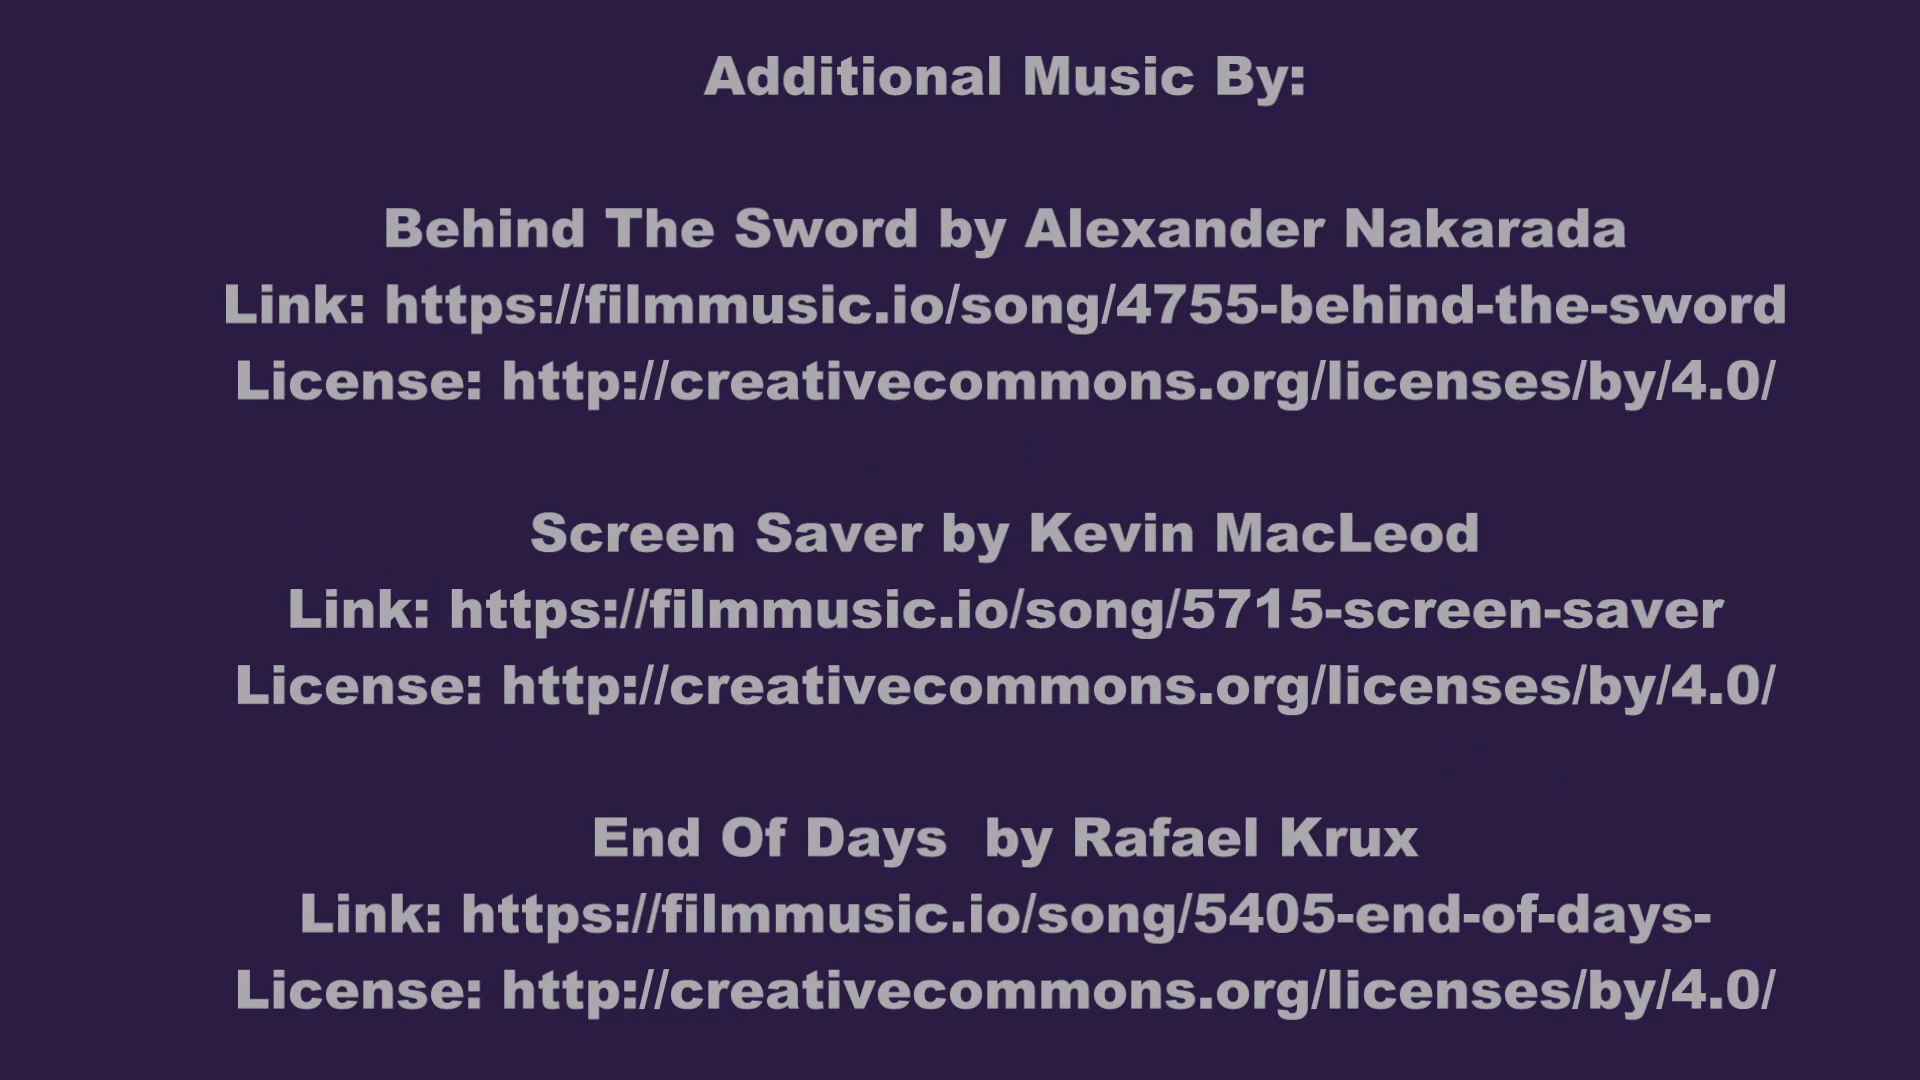 Additional Music By:
Behind The Sword by Alexander Nakarada
Link: https://filmmusic.io/song/4755-behind-the-sword
License: http://creativecommons.org/licenses/by/4.0/
Screen Saver by Kevin MacLeod
Link: https://filmmusic.io/song/5715-screen-saver
License: http://creativecommons.org/licenses/by/4.0/
End Of Days  by Rafael Krux
Link: https://filmmusic.io/song/5405-end-of-days-
License: http://creativecommons.org/licenses/by/4.0/